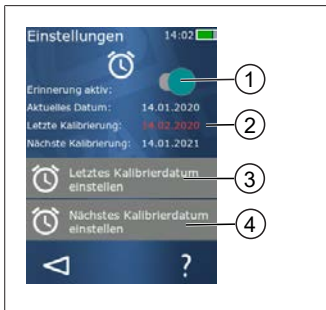 Einstellungen 14:02
Erinnerung aktiv:
1
Aktuelles Datum: 14.01.2020
Letzte Kalibrierung: 14.02.2020
2
Nächste Kalibrierung: 14.01.2021
Letztes Kalibrierdatum
einstellen
3
Nächstes Kalibrierdatum
einstellen
4
?